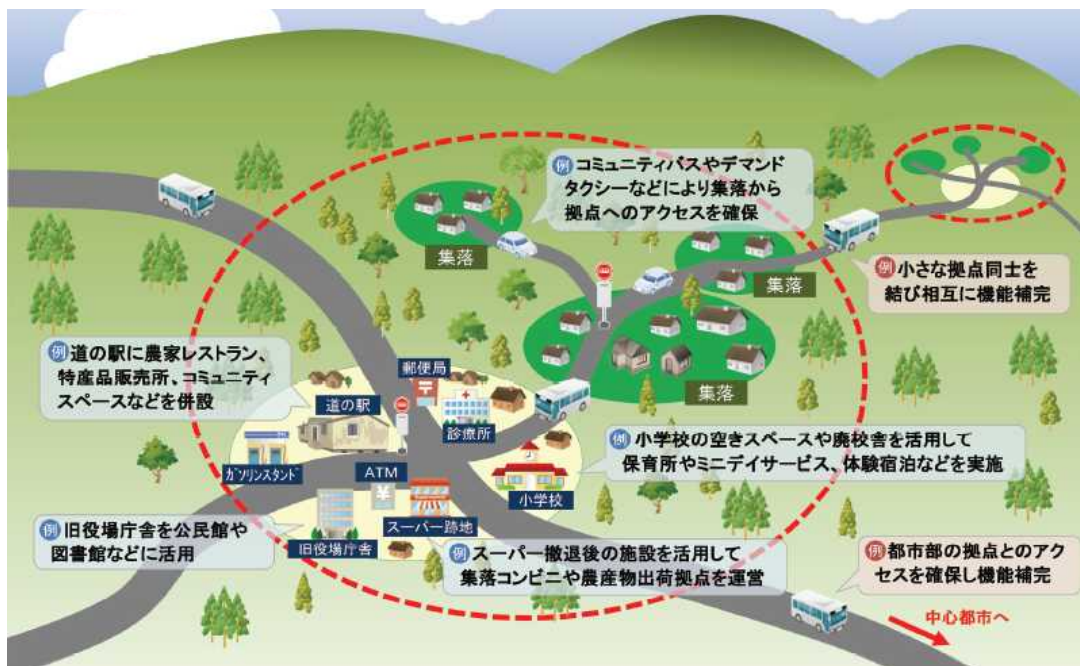 例 コミュニティバスやデマンド
タクシーなどにより集落から
拠点へのアクセスを確保
集落
集落
例 小さな拠点同士を
結び相互に機能補完
集落
例 道の駅に農家レストラン、
特産品販売所、コミュニティ
スペースなどを併設
郵便局
〒
道の駅
診療所
ガソリンスタンド
ATM
¥
小学校
例 小学校の空きスペースや廃校舎を活用して
保育所やミニデイサービス、体験宿泊などを実施
例 旧役場庁舎を公民館や
図書館などに活用
旧役場庁舎
スーパー跡地
例 スーパー撤退後の施設を活用して
集落コンビニや農産物出荷拠点を運営
例 都市部の拠点とのアク
セスを確保し機能補完
中心都市へ